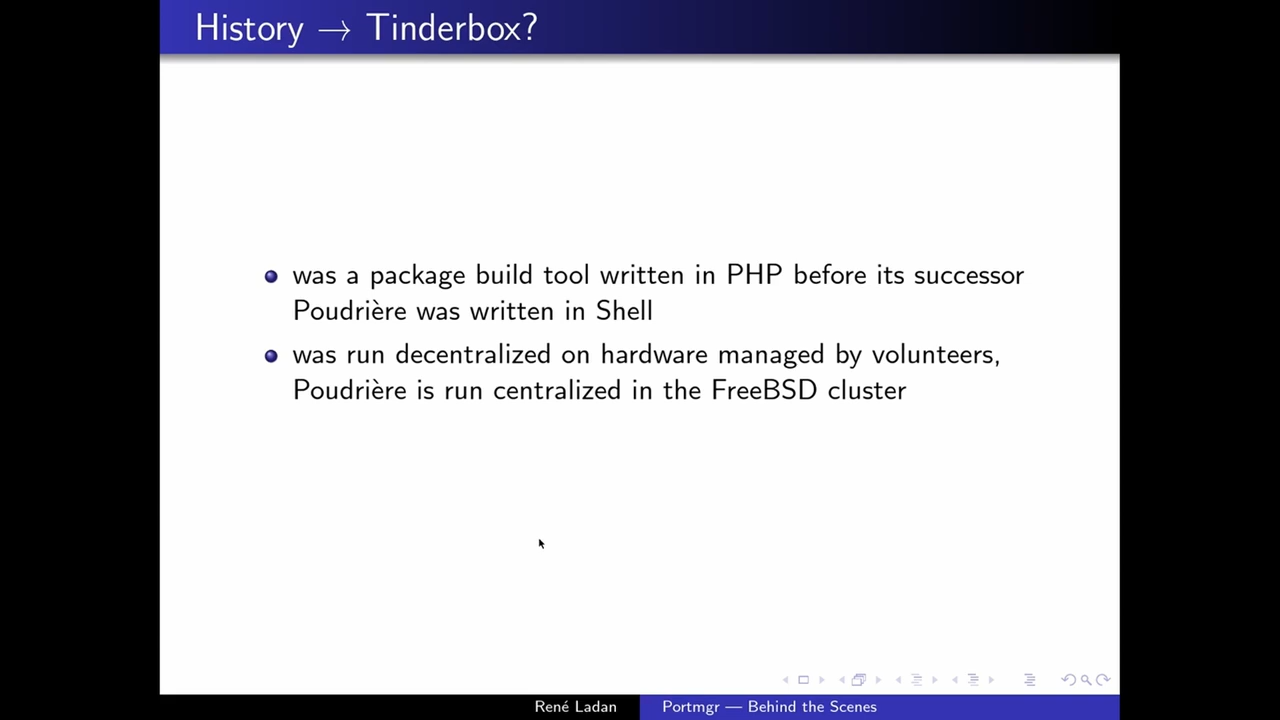 History → Tinderbox?
was a package build tool written in PHP before its successor
Poudrière was written in Shell
was run decentralized on hardware managed by volunteers,
Poudrière is run centralized in the FreeBSD cluster
René Ladan
Portmgr — Behind the Scenes